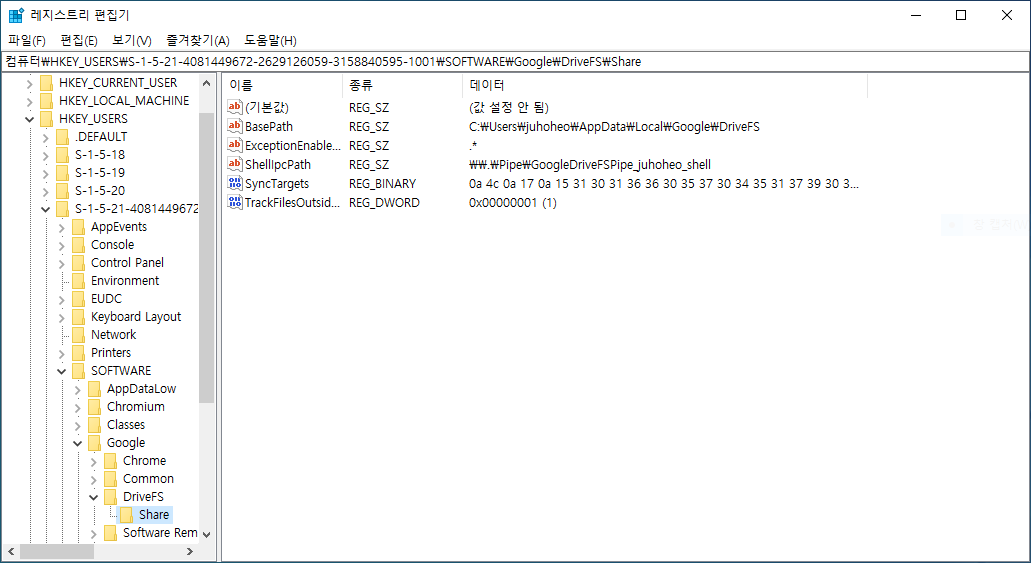 레지스트리 편집기
파일(F) 편집(E) 보기(V) 즐겨찾기(A) 도움말(H)
컴퓨터₩HKEY_USERS₩S-1-5-21-4081449672-2629126059-3158840595-1001₩SOFTWARE₩Google₩DriveFS₩Share
HKEY_CURRENT_USER
HKEY_LOCAL_MACHINE
HKEY_USERS
.DEFAULT
S-1-5-18
S-1-5-19
S-1-5-20
S-1-5-21-4081449672
AppEvents
Console
Control Panel
Environment
EUDC
Keyboard Layout
Network
Printers
SOFTWARE
AppDataLow
Chromium
Classes
Google
Chrome
Common
DriveFS
Share
Software Rem
이름 종류 데이터
(기본값) REG_SZ (값 설정 안 됨)
BasePath REG_SZ C:₩Users₩juhoheo₩AppData₩Local₩Google₩DriveFS
ExceptionEnable... REG_SZ .*
ShellIpcPath REG_SZ ₩₩.₩Pipe₩GoogleDriveFSPipe_juhoheo_shell
SyncTargets REG_BINARY 0a 4c 0a 17 0a 15 31 30 31 36 36 30 35 37 30 34 35 31 37 39 30 3...
TrackFilesOutsid... REG_DWORD 0x00000001 (1)